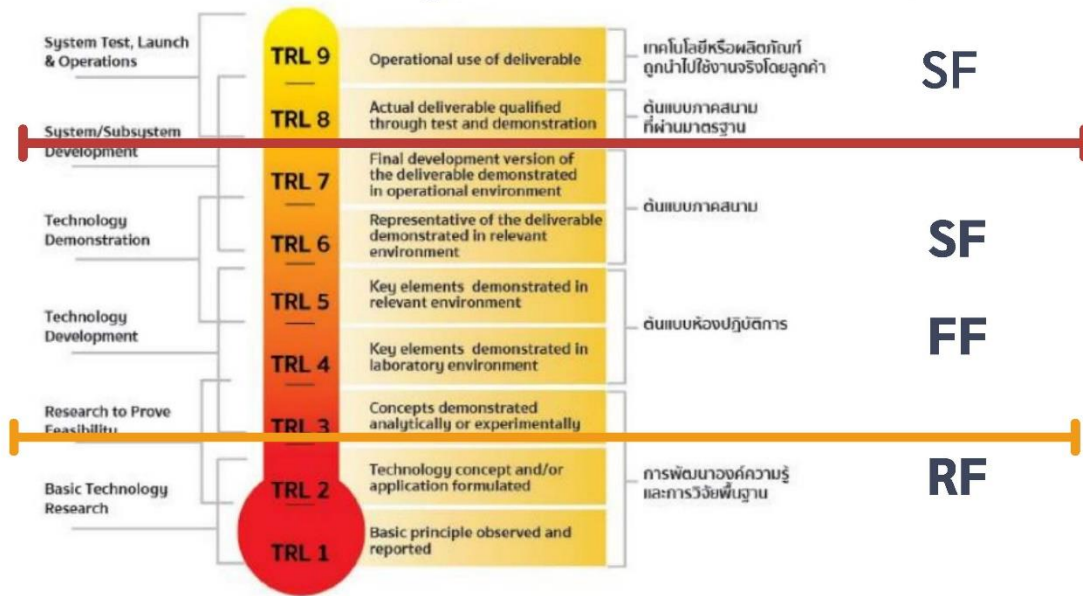 System Test, Launch
& Operations
TRL 9
Operational use of deliverable
เทคโนโลยีหรือผลิตภัณฑ์
ถูกนำไปใช้งานจริงโดยลูกค้า
SF
TRL 8
Actual deliverable qualified
through test and demonstration
ต้นแบบภาคสนาม
ที่ผ่านมาตรฐาน
System/Subsystem
Development
TRL 7
Final development version of
the deliverable demonstrated
in operational environment
ต้นแบบภาคสนาม
Technology
Demonstration
TRL 6
Representative of the deliverable
demonstrated in relevant
environment
SF
TRL 5
Key elements demonstrated in
relevant environment
Technology
Development
ต้นแบบห้องปฏิบัติการ
FF
TRL 4
Key elements demonstrated in
laboratory environment
Research to Prove
Feasibility
TRL 3
Concepts demonstrated
analytically or experimentally
TRL 2
Technology concept and/or
application formulated
การพัฒนาองค์ความรู้
และการวิจัยพื้นฐาน
RF
Basic Technology
Research
TRL 1
Basic principle observed and
reported